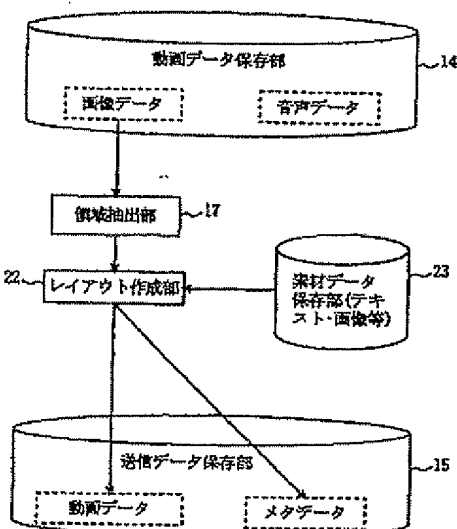 動画データ保存部
14
画像データ
音声データ
領域抽出部
17
22
レイアウト作成部
23
素材データ
保存部(テキ
スト・画像等)
送信データ保存部
15
動画データ
メタデータ